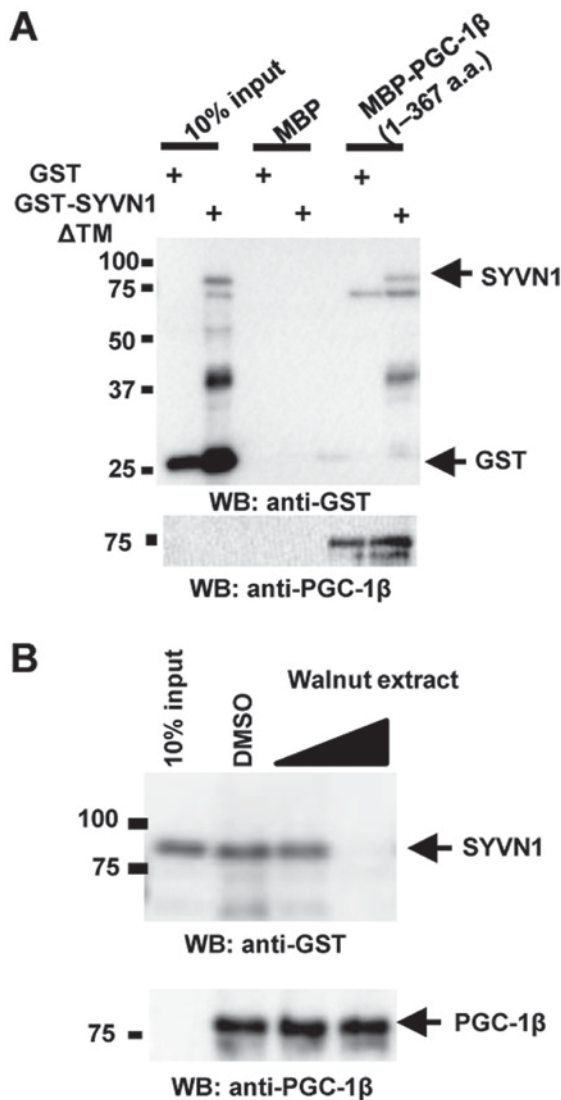 A
10% input
MBP
MBP-PGC-1β
(1–367 a.a.)
GST + + +
GST-SYVN1 + + +
ΔTM
100
75
50
37
25
SYVN1
GST
WB: anti-GST
75
WB: anti-PGC-1β
B
10% input
DMSO
Walnut extract
100
75
SYVN1
WB: anti-GST
75
PGC-1β
WB: anti-PGC-1β